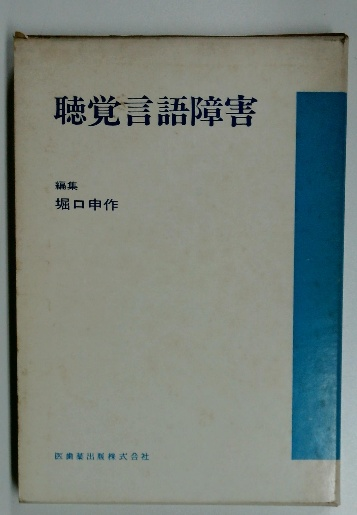 聴覚言語障害
編集
堀口申作
医歯薬出版株式会社